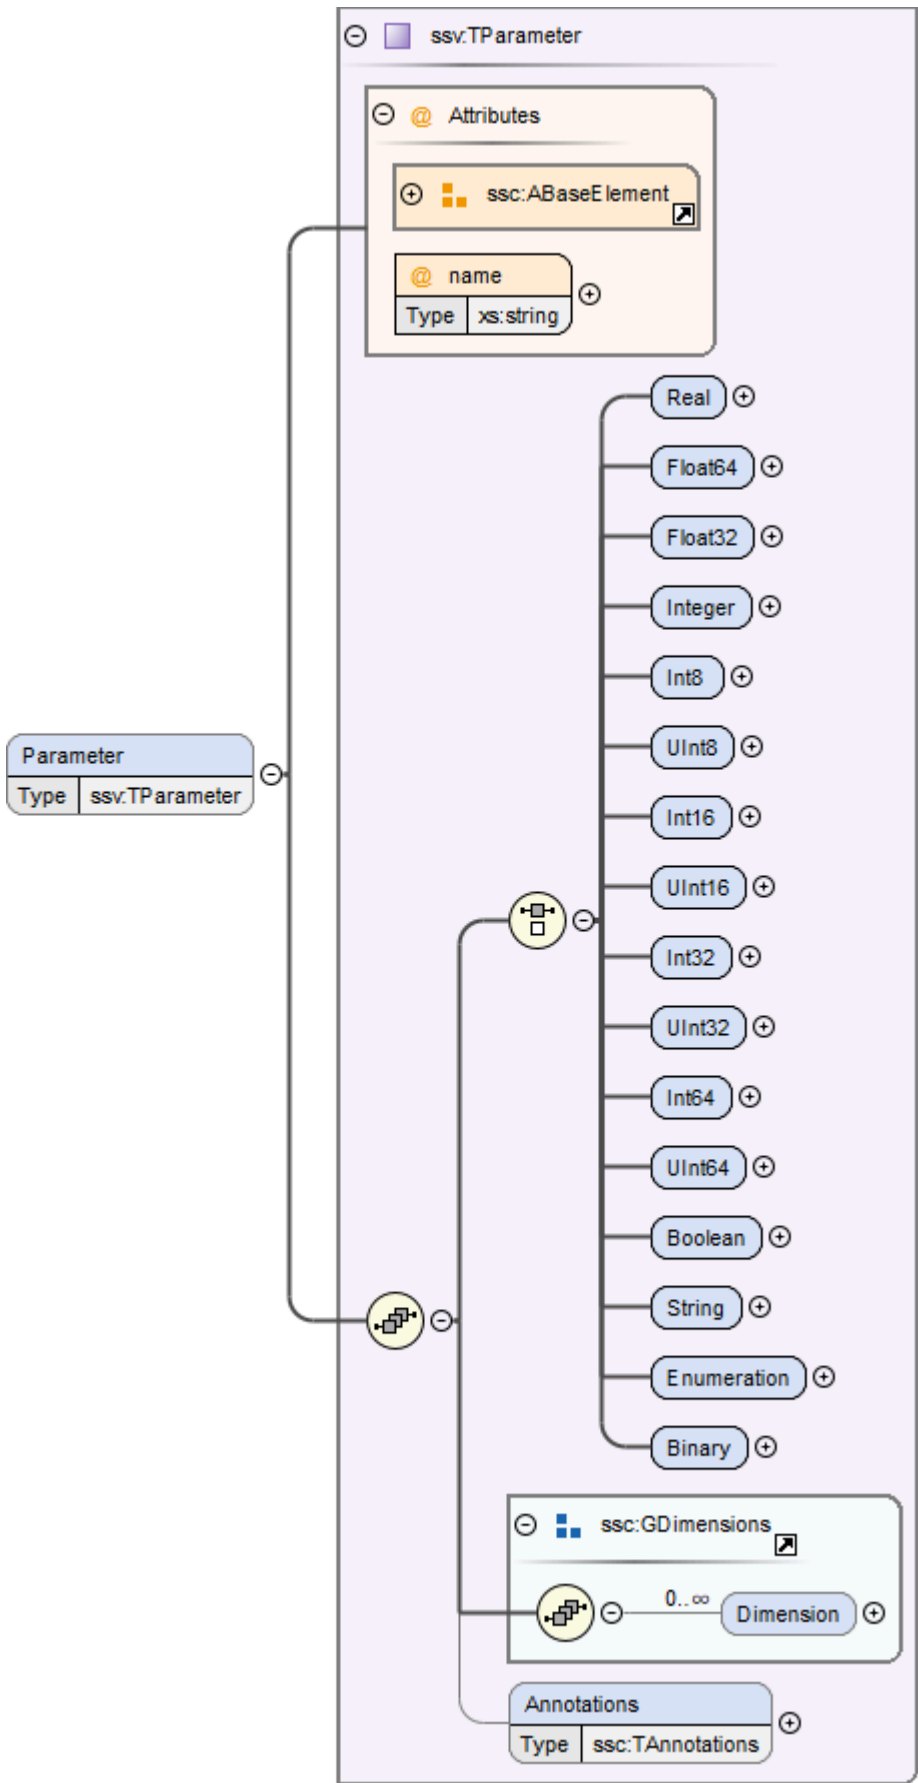 ssv:TParameter
@ Attributes
ssc:ABaseElement
@ name
Type xs:string
Real
Float64
Float32
Integer
Int8
Parameter
Type ssv:TParameter
UInt8
Int16
UInt16
Int32
UInt32
Int64
UInt64
Boolean
String
Enumeration
Binary
ssc:GDimensions
0..∞
Dimension
Annotations
Type ssc:TAnnotations